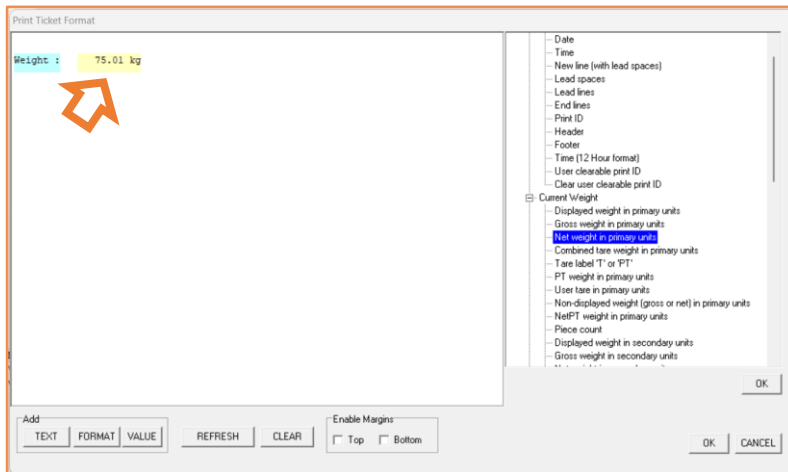 Print Ticket Format
Weight : 75.01 kg
Date
Time
New line (with lead spaces)
Lead spaces
Lead lines
End lines
Print ID
Header
Footer
Time (12 Hour format)
User clearable print ID
Clear user clearable print ID
Current Weight
Displayed weight in primary units
Gross weight in primary units
Net weight in primary units
Combined tare weight in primary units
Tare label 'T' or 'PT'
PT weight in primary units
User tare in primary units
Non-displayed weight (gross or net) in primary units
NetPT weight in primary units
Piece count
Displayed weight in secondary units
Gross weight in secondary units
OK
Add
TEXT FORMAT VALUE REFRESH CLEAR
Enable Margins
Top Bottom
OK CANCEL